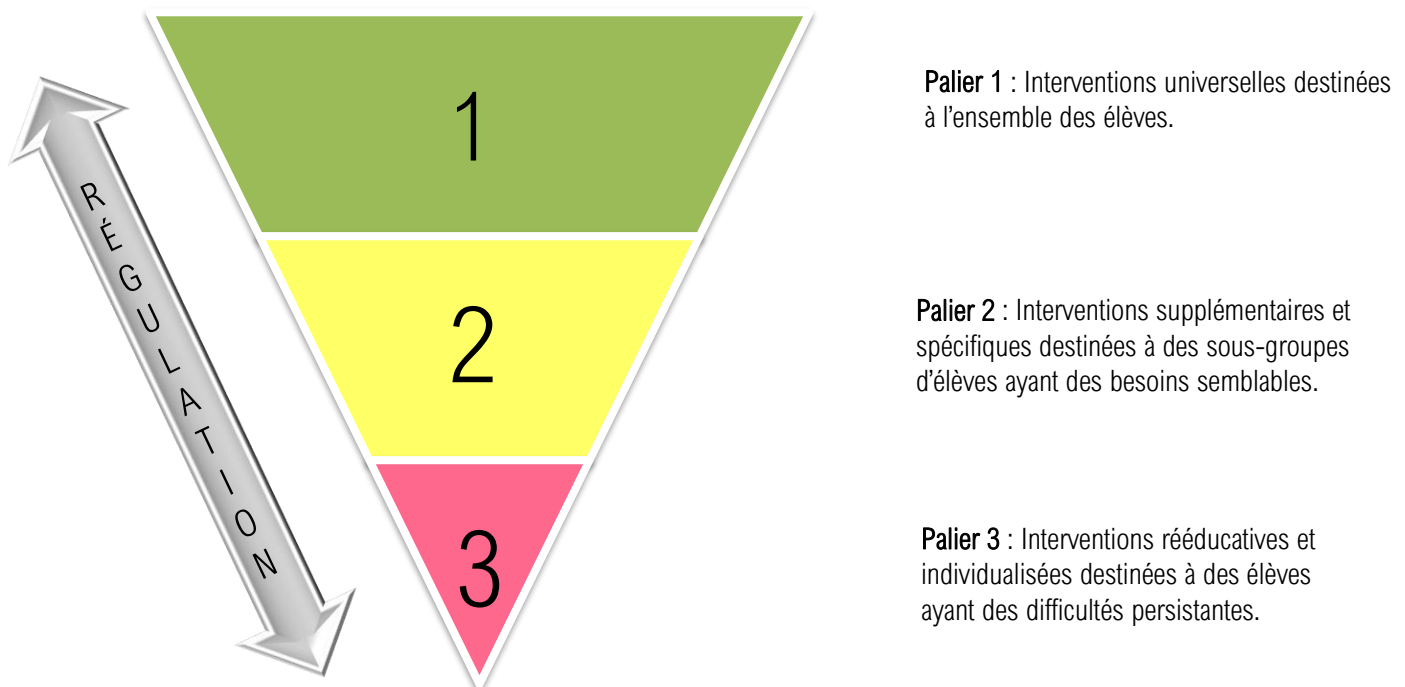 1
Palier 1 : Interventions universelles destinées
à l'ensemble des élèves.
RÉGULATION
2
Palier 2 : Interventions supplémentaires et
spécifiques destinées à des sous-groupes
d'élèves ayant des besoins semblables.
3
Palier 3 : Interventions rééducatives et
individualisées destinées à des élèves
ayant des difficultés persistantes.